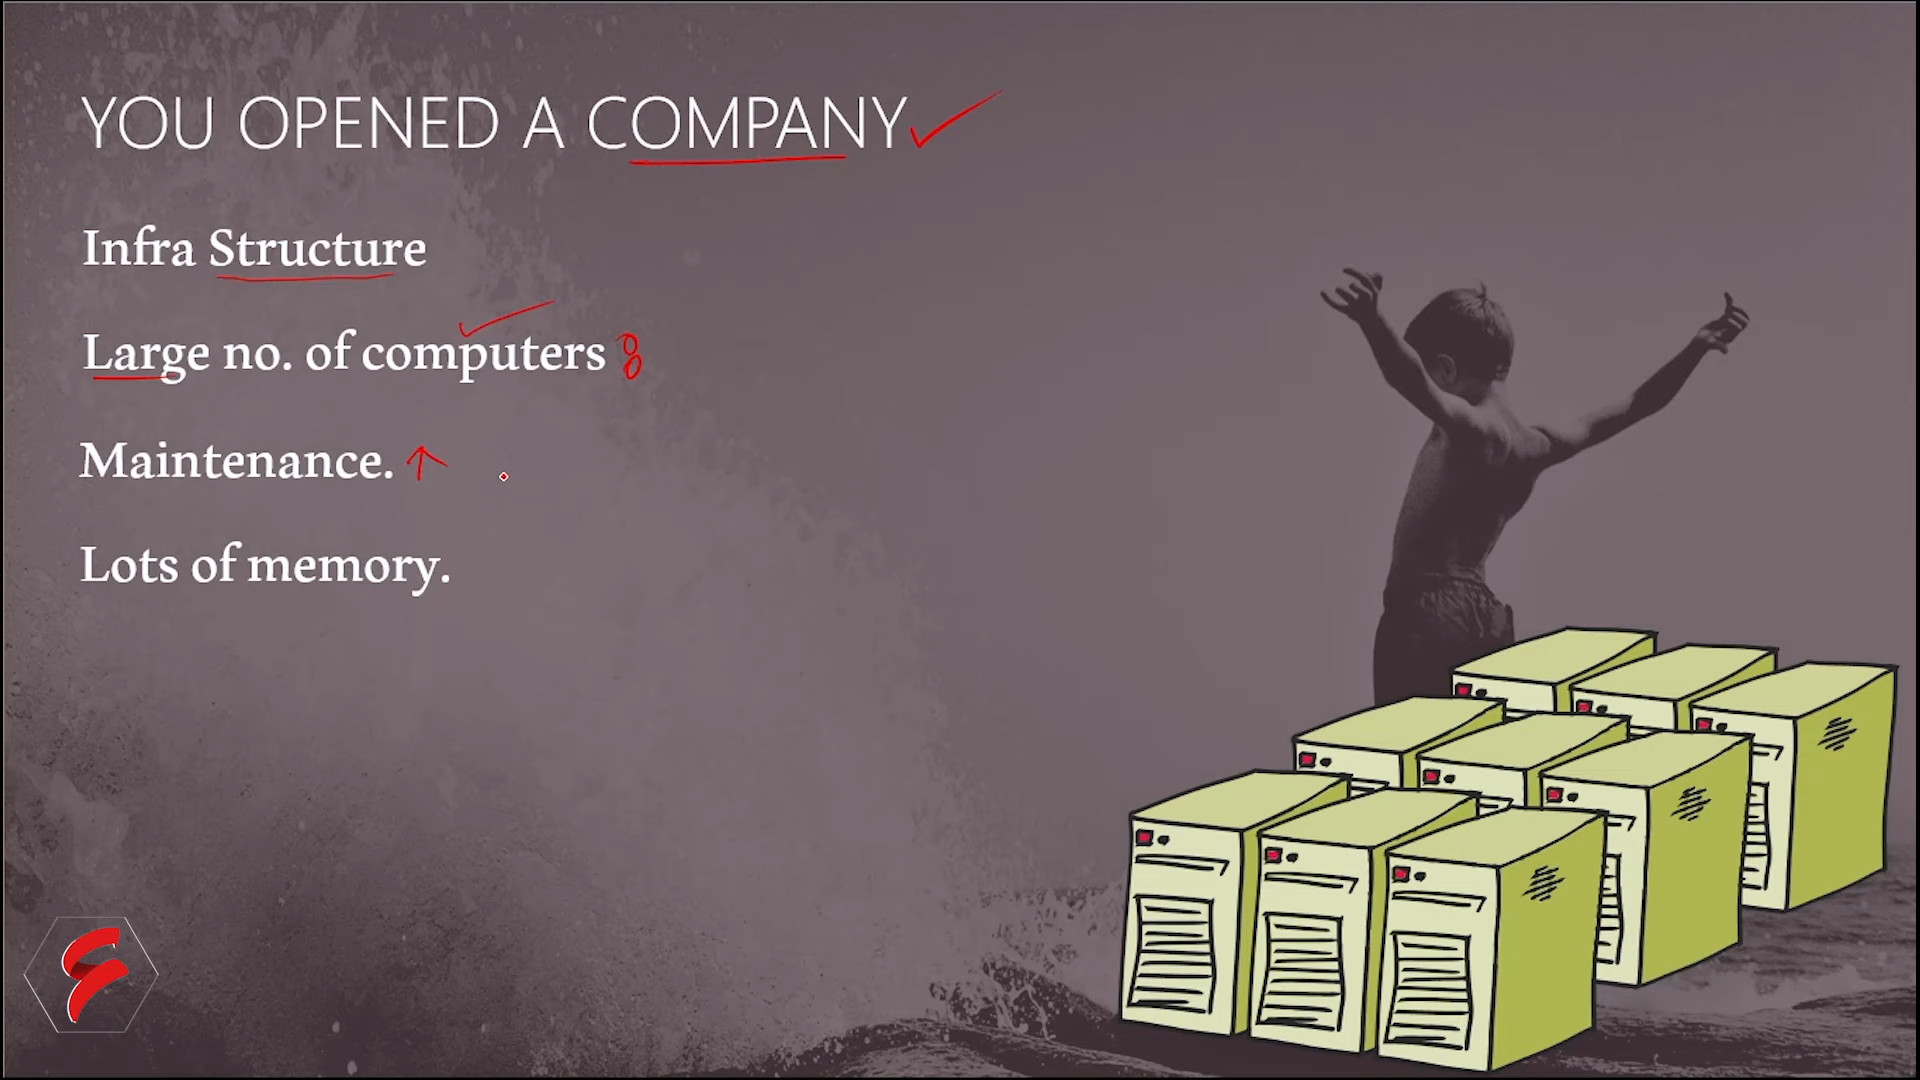 YOU OPENED A COMPANY
Infra Structure
Large no. of computers
Maintenance.
Lots of memory.